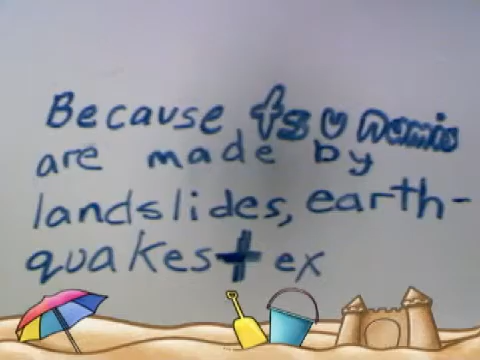 Because tsunamis
are made by
landslides, earth-
quakes + ex